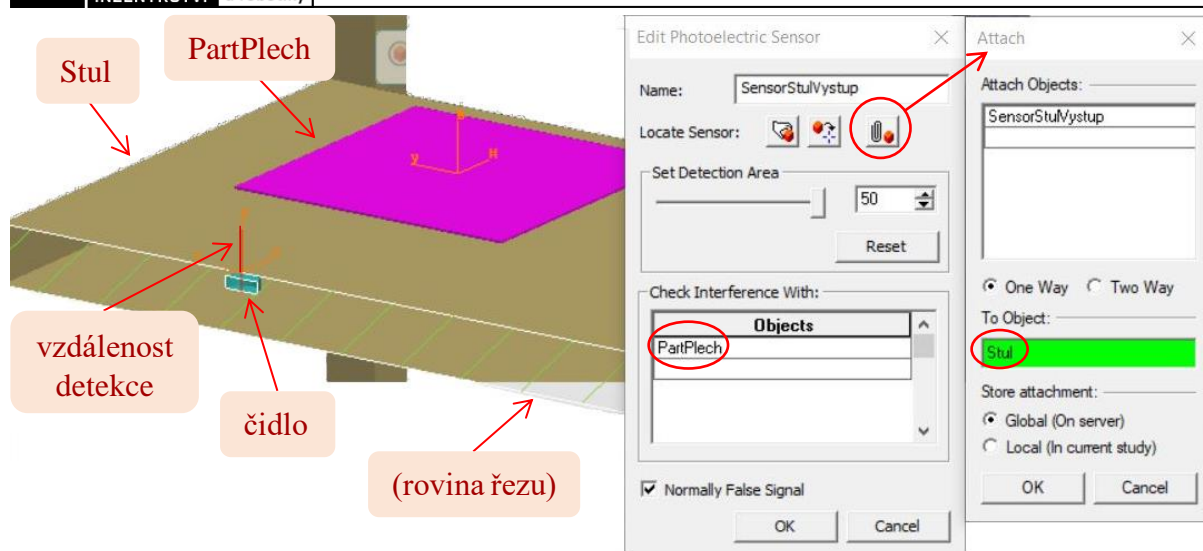 Stul
PartPlech
vzdálenost
detekce
čidlo
(rovina řezu)
Edit Photoelectric Sensor
Name: SensorStulVystup
Locate Sensor:
Set Detection Area
50
Reset
Check Interference With:
Objects
PartPlech
Normally False Signal
OK Cancel
Attach
Attach Objects:
SensorStulVystup
One Way Two Way
To Object:
Stul
Store attachment:
Global (On server)
Local (In current study)
OK Cancel